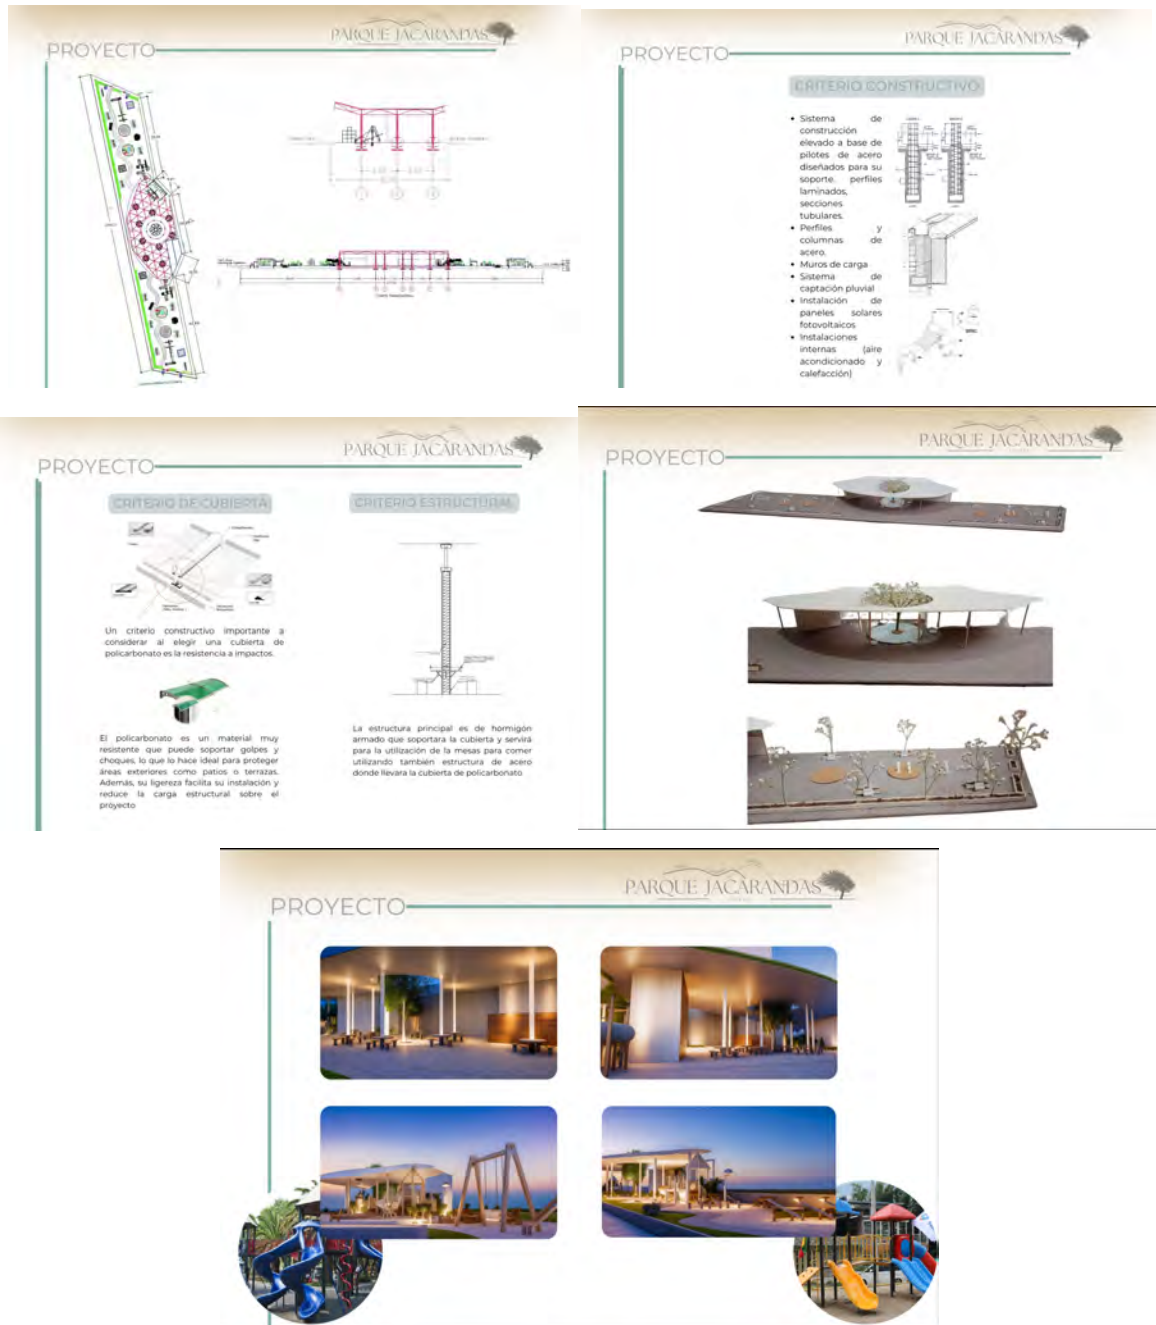 PARQUE JACARANDAS
PROYECTO
PARQUE JACARANDAS
PROYECTO
CRITERIO CONSTRUCTIVO
• Sistema de
construcción
elevado a base de
pilotes de acero
diseñados para su
soporte. perfiles
laminados,
secciones
tubulares.
• Perfiles y
columnas de
acero.
• Muros de carga
• Sistema de
captación pluvial
• Instalación de
paneles solares
fotovoltaicos
• Instalaciones
internas (aire
acondicionado y
calefacción)
PARQUE JACARANDAS
PROYECTO
CRITERIO DE CUBIERTA
Un criterio constructivo importante a
considerar al elegir una cubierta de
policarbonato es la resistencia a impactos.
El policarbonato es un material muy
resistente que puede soportar golpes y
choques, lo que lo hace ideal para proteger
áreas exteriores como patios o terrazas.
Además, su ligereza facilita su instalación y
reduce la carga estructural sobre el
proyecto
CRITERIO ESTRUCTURAL
La estructura principal es de hormigón
armado que soportara la cubierta y servirá
para la utilización de la mesas para comer
utilizando también estructura de acero
donde llevara la cubierta de policarbonato
PARQUE JACARANDAS
PROYECTO
PARQUE JACARANDAS
PROYECTO